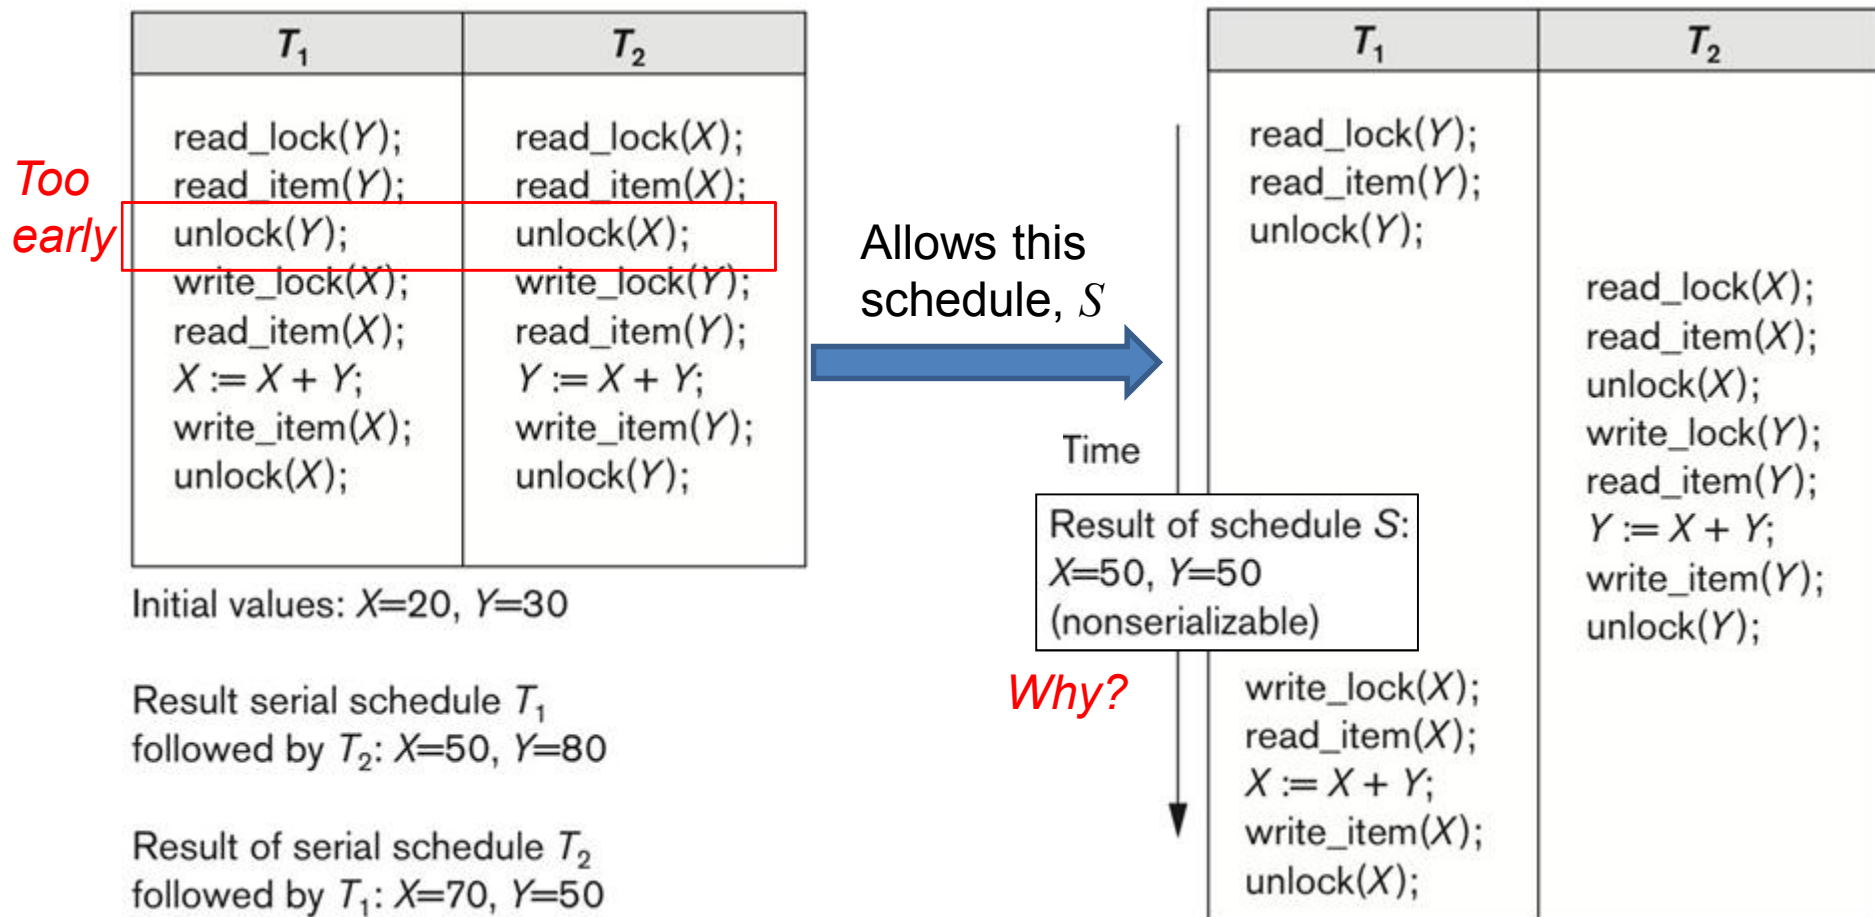 T₁ T₂
read_lock(Y); read_lock(X);
read_item(Y); read_item(X);
unlock(Y); unlock(X);
write_lock(X); write_lock(Y);
read_item(X); read_item(Y);
X := X + Y; Y := X + Y;
write_item(X); write_item(Y);
unlock(X); unlock(Y);
Too
early
Initial values: X=20, Y=30
Result serial schedule T₁
followed by T₂: X=50, Y=80
Result of serial schedule T₂
followed by T₁: X=70, Y=50
Allows this
schedule, S
Time
T₁ T₂
read_lock(Y);
read_item(Y);
unlock(Y);
read_lock(X);
read_item(X);
unlock(X);
write_lock(Y);
read_item(Y);
Y := X + Y;
write_item(Y);
unlock(Y);
Result of schedule S:
X=50, Y=50
(nonserializable)
Why?
write_lock(X);
read_item(X);
X := X + Y;
write_item(X);
unlock(X);